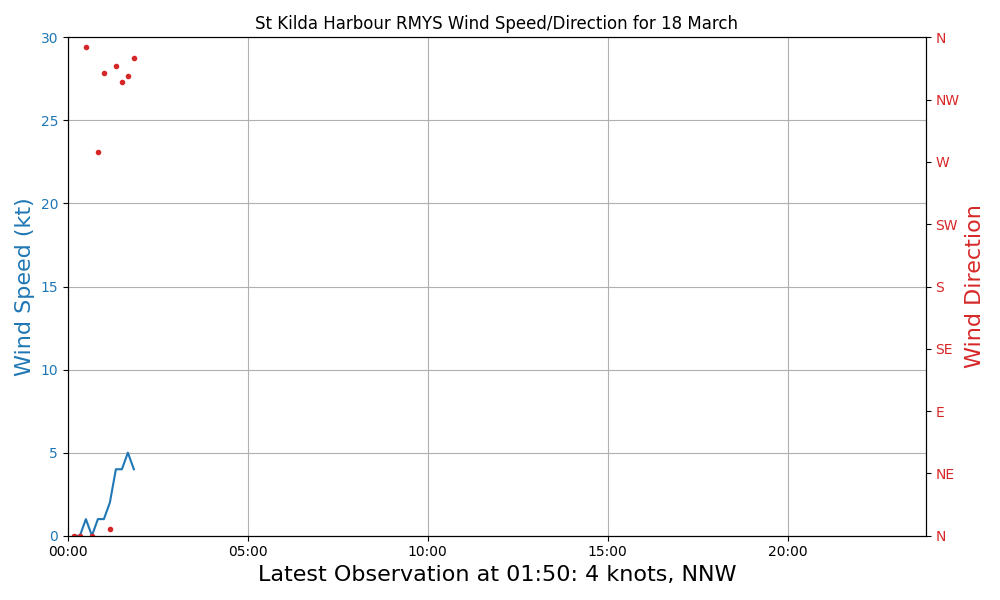 St Kilda Harbour RMYS Wind Speed/Direction for 18 March
30
25
20
15
10
5
0
Wind Speed (kt)
N
NW
W
SW
S
SE
E
NE
N
Wind Direction
00:00 05:00 10:00 15:00 20:00
Latest Observation at 01:50: 4 knots, NNW